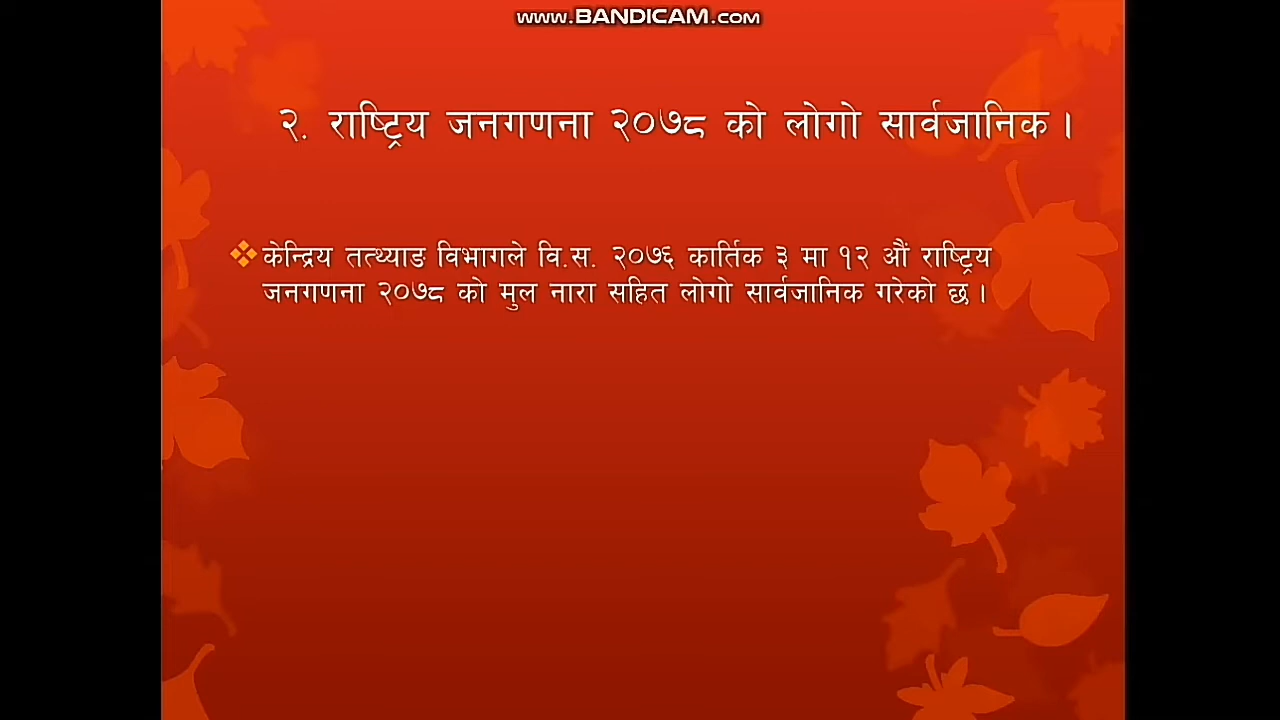 www.BANDICAM.com
२. राष्ट्रिय जनगणना २०७८ को लोगो सार्वजानिक ।
केन्द्रिय तत्थ्याङ विभागले वि.स. २०७६ कार्तिक ३ मा १२ औं राष्ट्रिय
जनगणना २०७८ को मुल नारा सहित लोगो सार्वजानिक गरेको छ ।